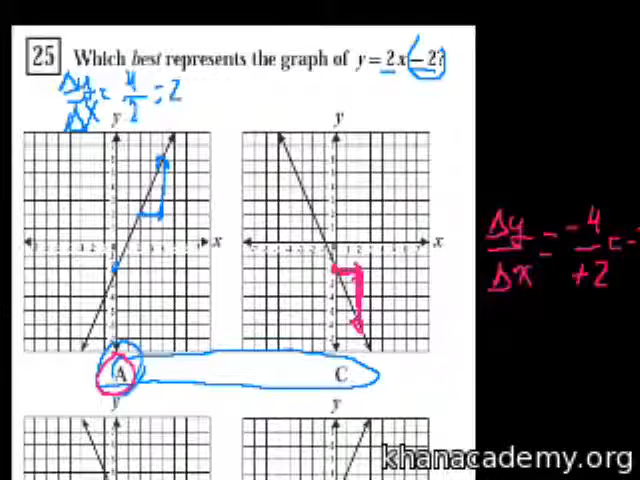 25 Which best represents the graph of y = 2x − 2?
Δy/Δx = 4/2 = 2
y
y
x
x
Δy/Δx = -4/+2 = -
A
C
y
y
khanacademy.org